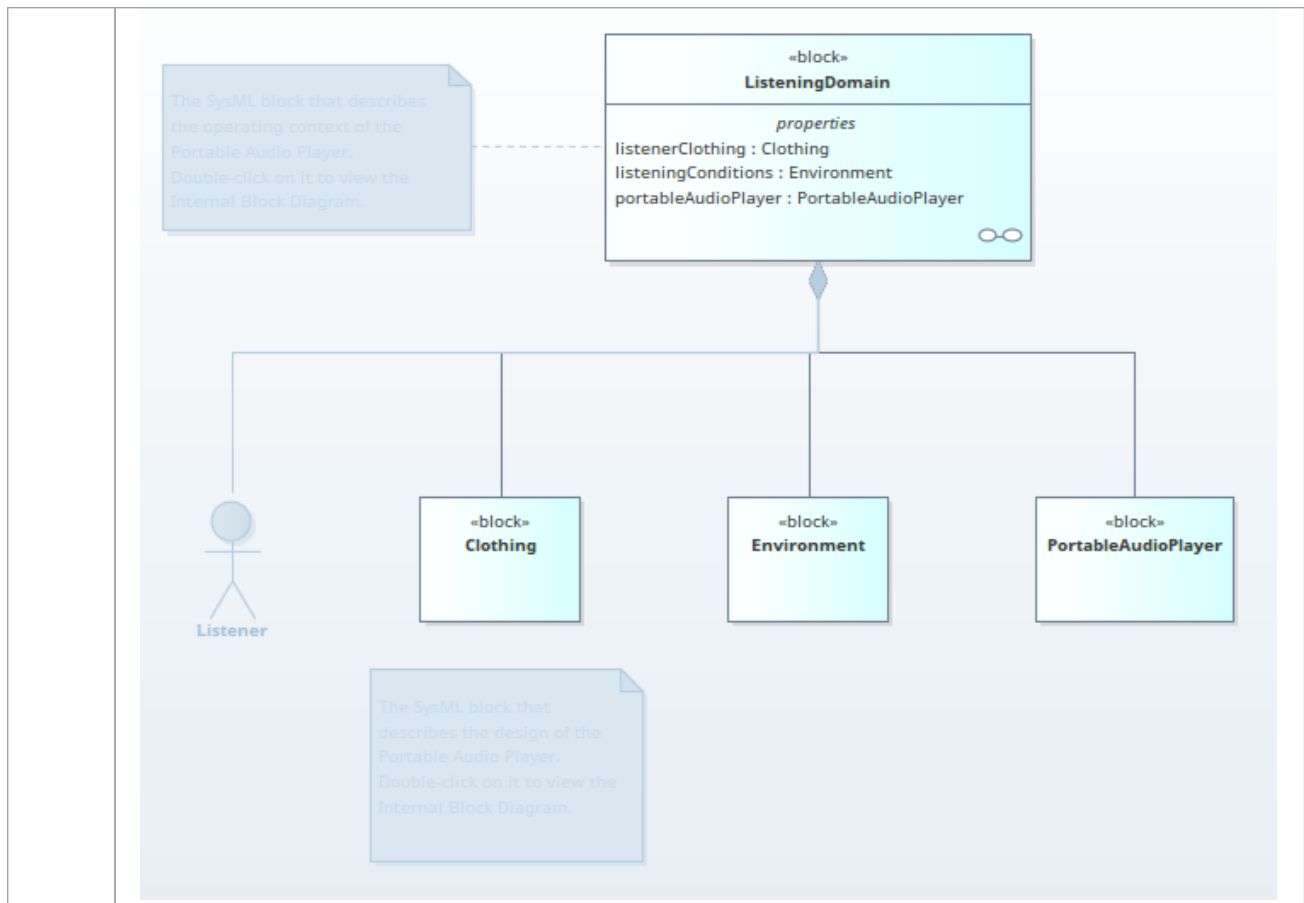 The SysML block that describes
the operating context of the
Portable Audio Player.
Double-click on it to view the
Internal Block Diagram.
«block»
ListeningDomain
properties
listenerClothing : Clothing
listeningConditions : Environment
portableAudioPlayer : PortableAudioPlayer
Listener
«block»
Clothing
«block»
Environment
«block»
PortableAudioPlayer
The SysML block that
describes the design of the
Portable Audio Player.
Double-click on it to view the
Internal Block Diagram.